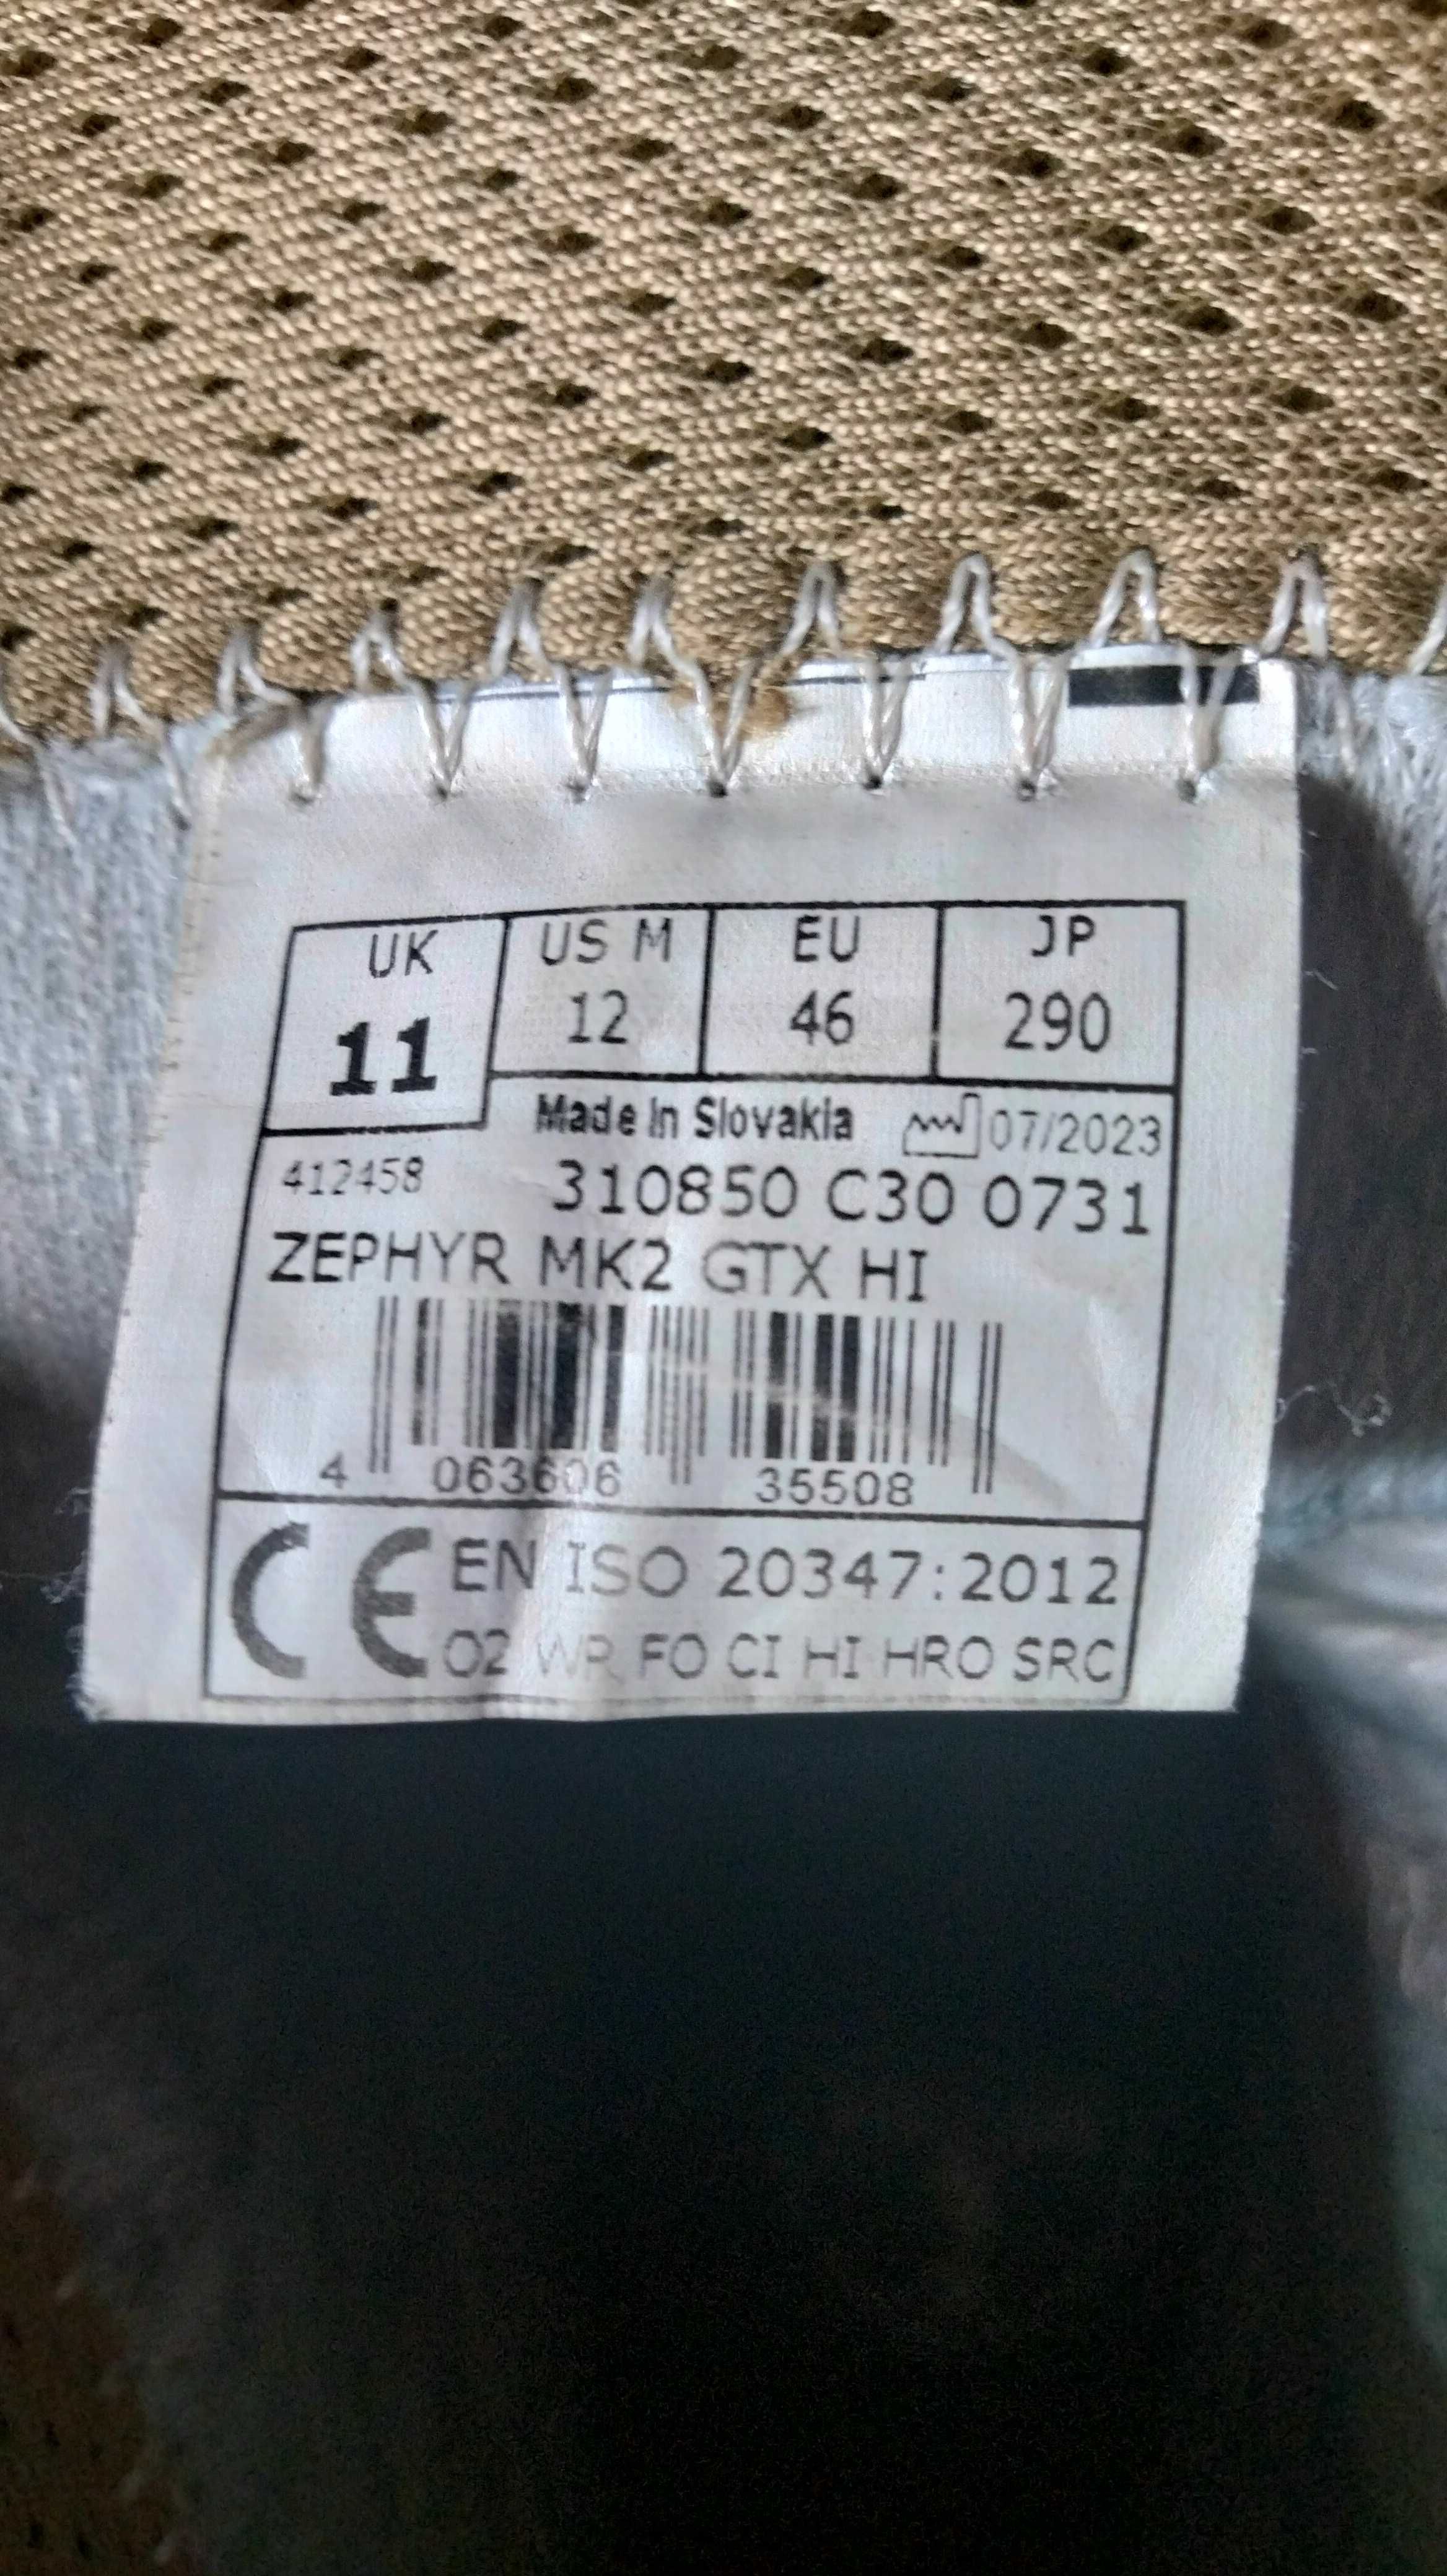 UK US M EU JP
11 12 46 290
Made In Slovakia 07/2023
412458 310850 C30 0731
ZEPHYR MK2 GTX HI
4 063606 35508
CE EN ISO 20347:2012
O2 WR FO CI HI HRO SRC